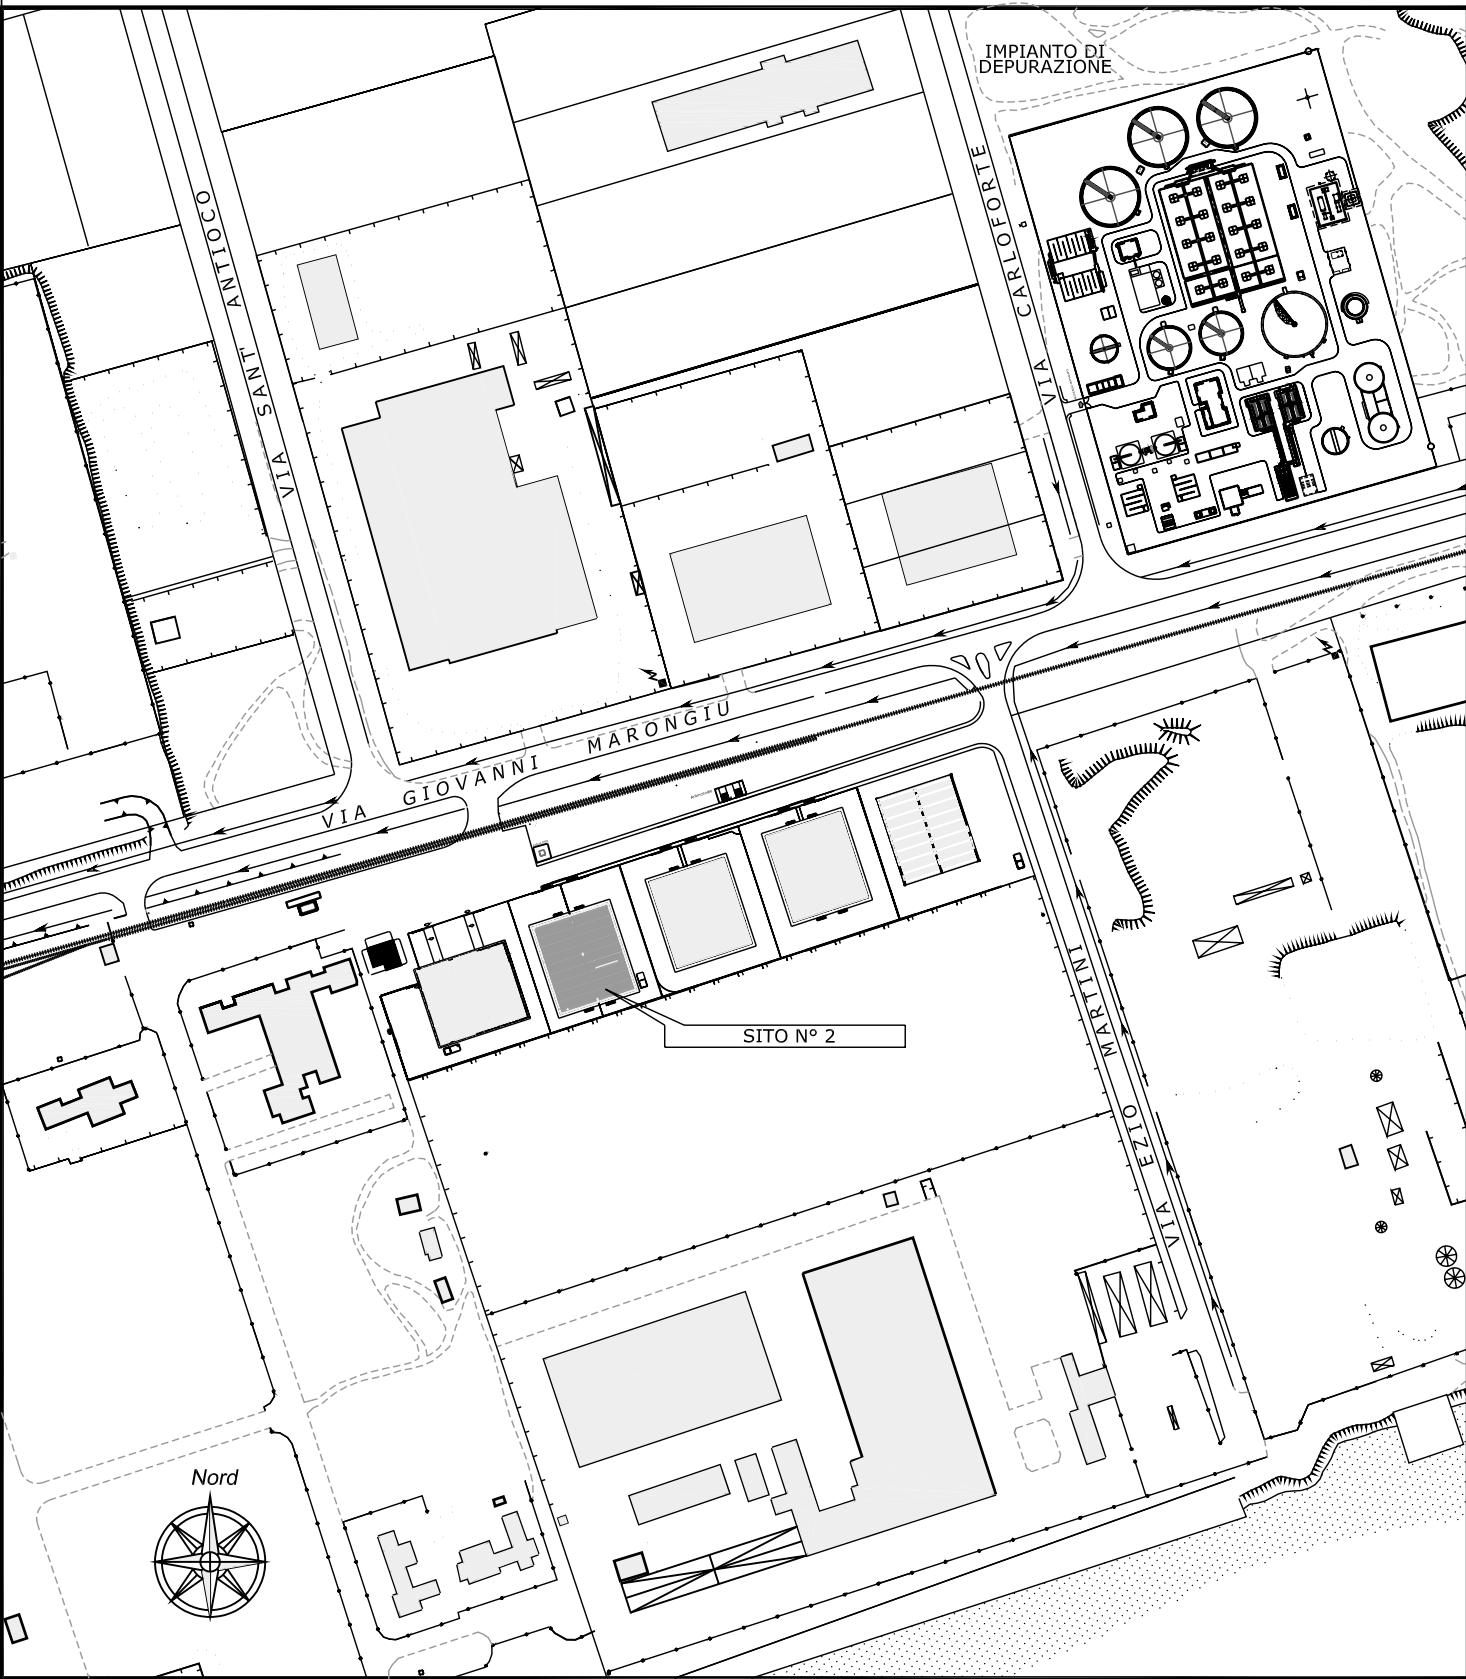 IMPIANTO DI
DEPURAZIONE
VIA SANT ANTIOCO
VIA CARLOFORTE
VIA GIOVANNI MARONGIU
VIA EZIO MARTINI
SITO N° 2
Nord